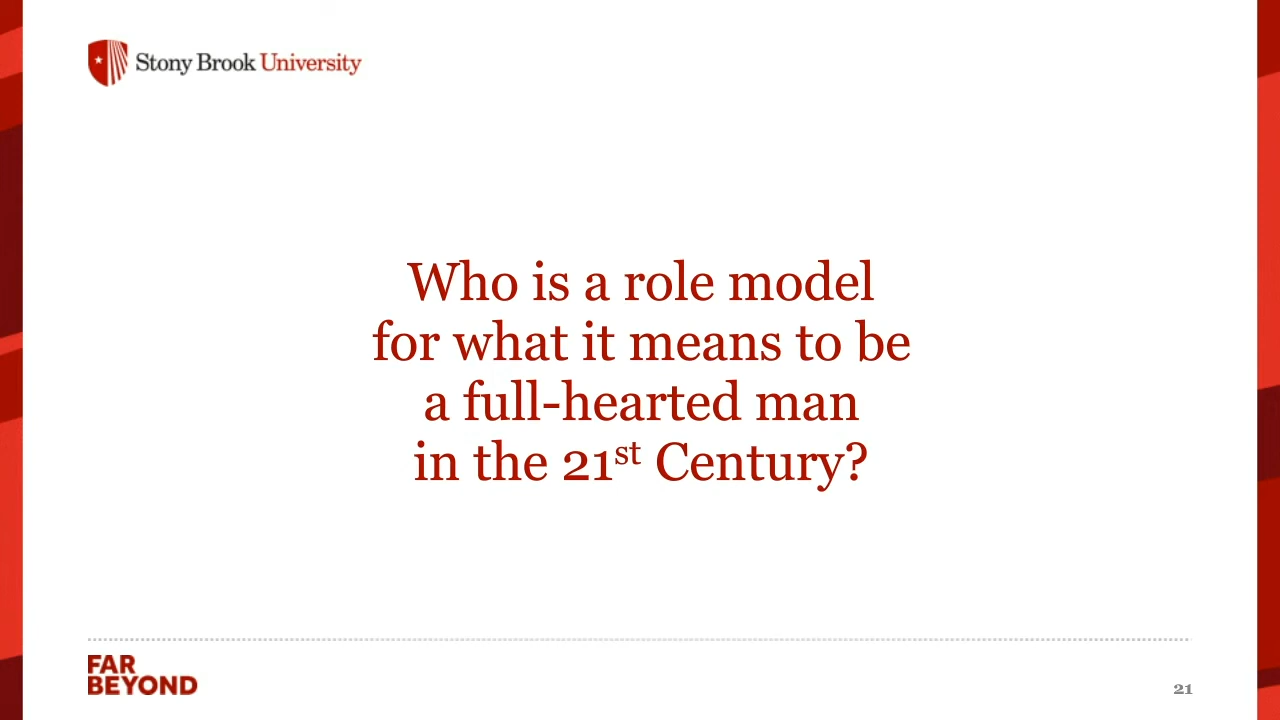 Stony Brook University
Who is a role model
for what it means to be
a full-hearted man
in the 21st Century?
FAR
BEYOND
21